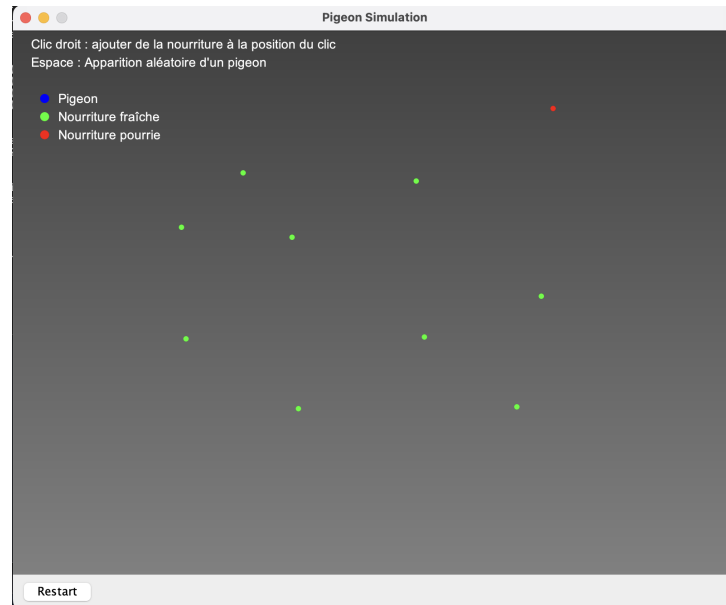 Pigeon Simulation
Clic droit : ajouter de la nourriture à la position du clic
Espace : Apparition aléatoire d'un pigeon
Pigeon
Nourriture fraîche
Nourriture pourrie
Restart